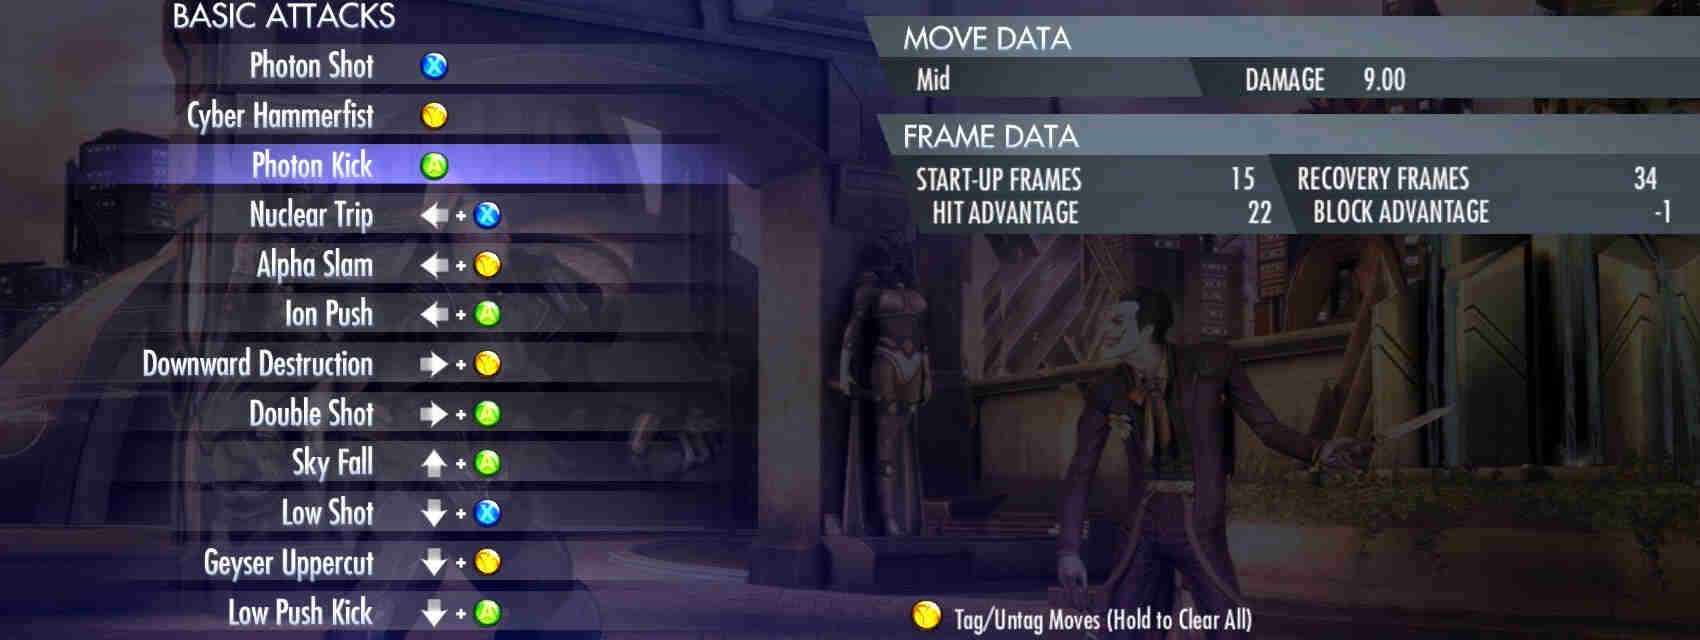 BASIC ATTACKS
Photon Shot X
Cyber Hammerfist Y
Photon Kick A
Nuclear Trip ← + X
Alpha Slam ← + Y
Ion Push ← + A
Downward Destruction → + Y
Double Shot → + A
Sky Fall ↑ + A
Low Shot ↓ + X
Geyser Uppercut ↓ + Y
Low Push Kick ↓ + A
MOVE DATA
Mid DAMAGE 9.00
FRAME DATA
START-UP FRAMES 15 RECOVERY FRAMES 34
HIT ADVANTAGE 22 BLOCK ADVANTAGE -1
Y Tag/Untag Moves (Hold to Clear All)